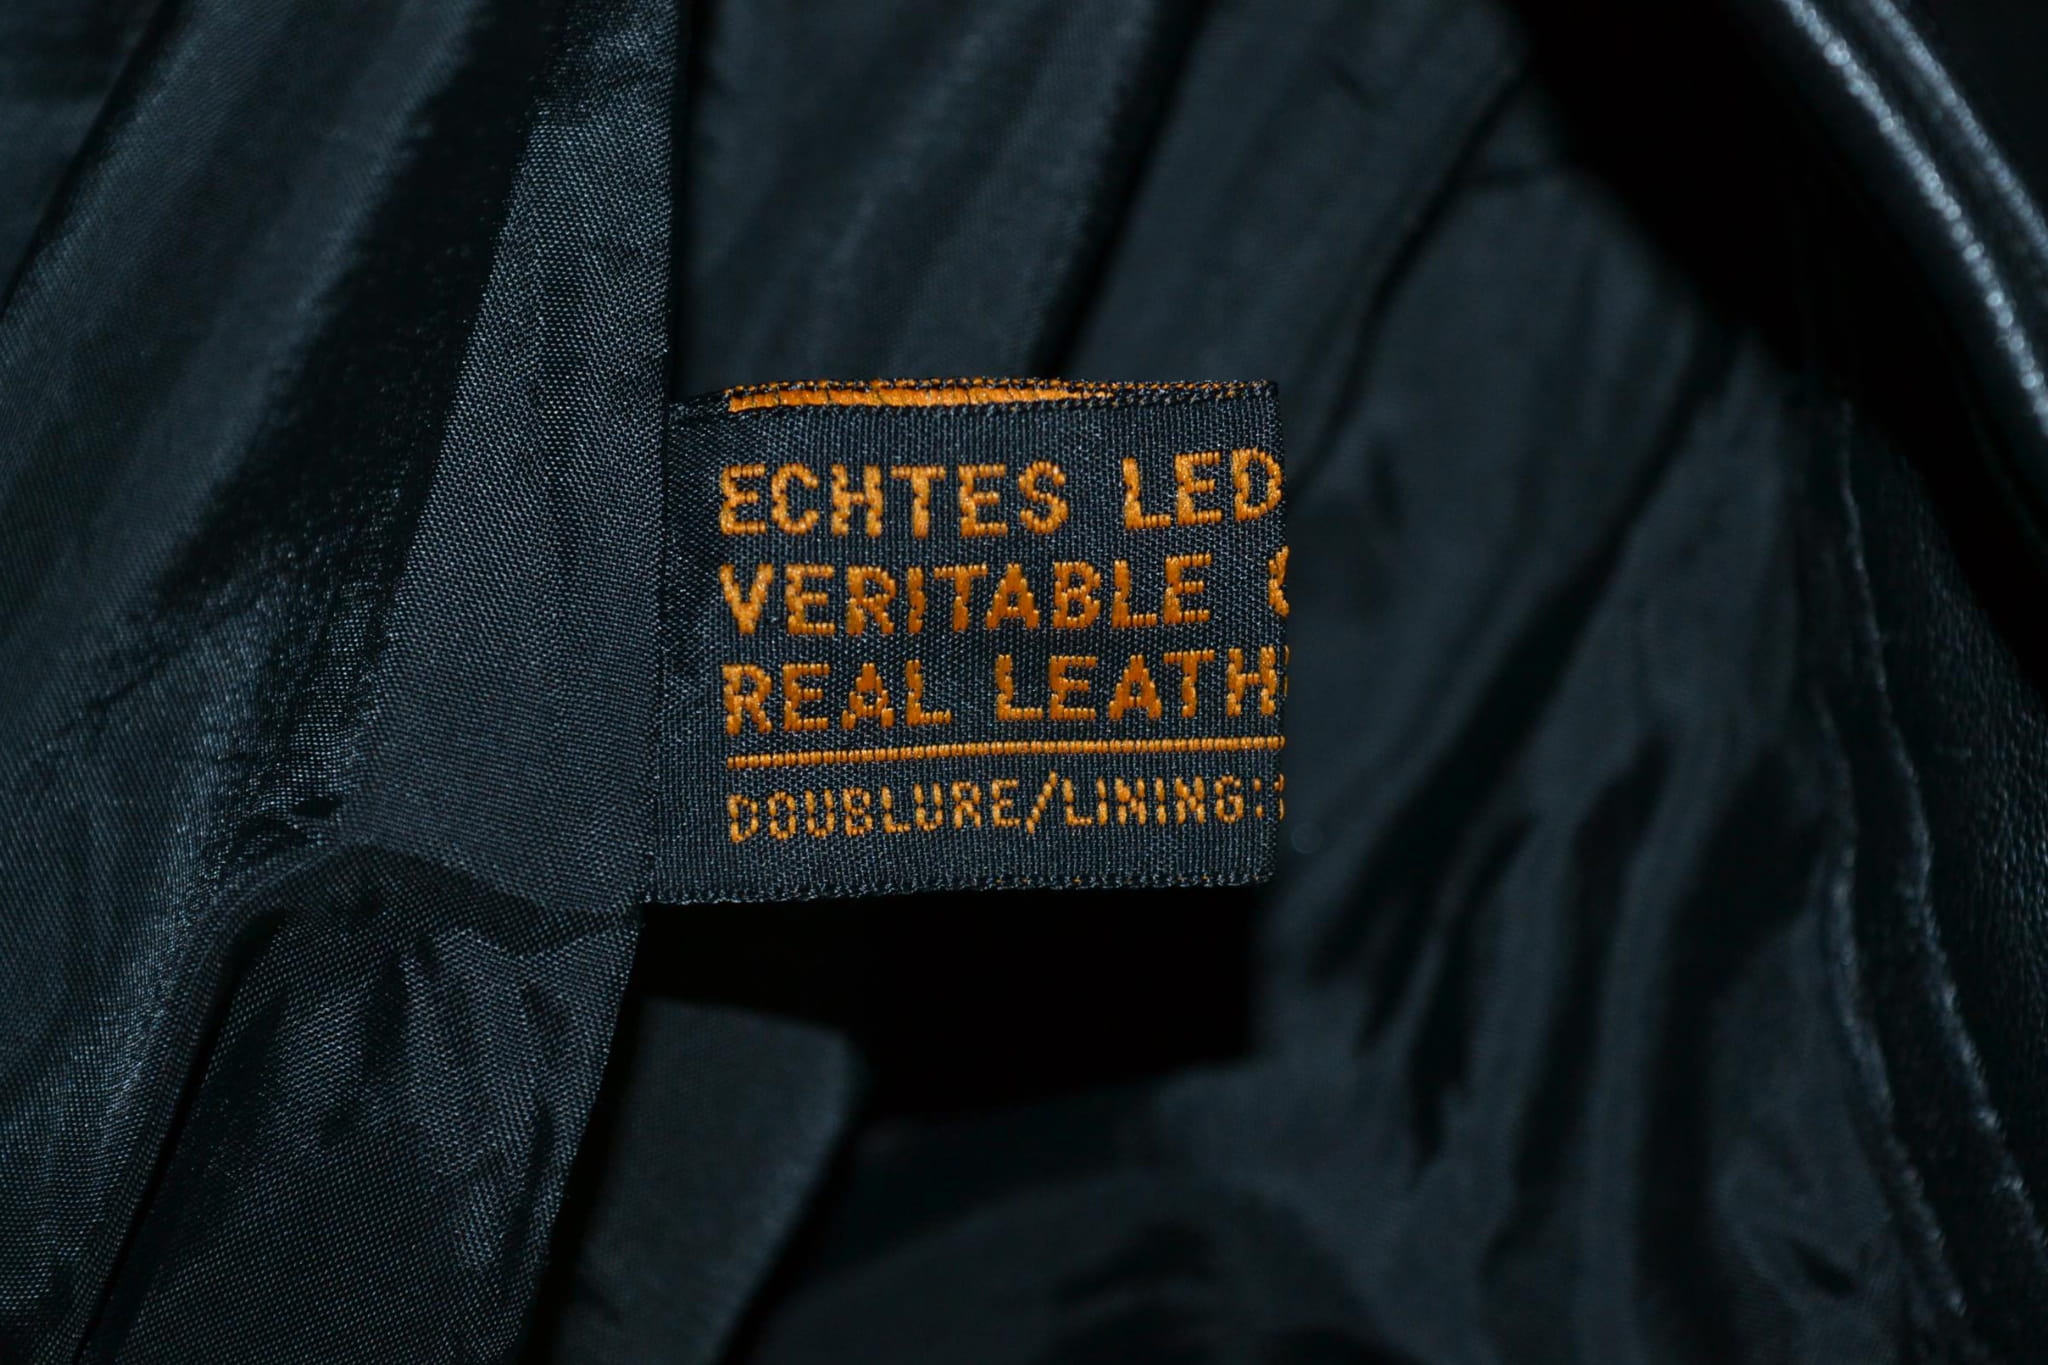 ECHTES LED
VERITABLE
REAL LEATH
DOUBLURE/LINING: